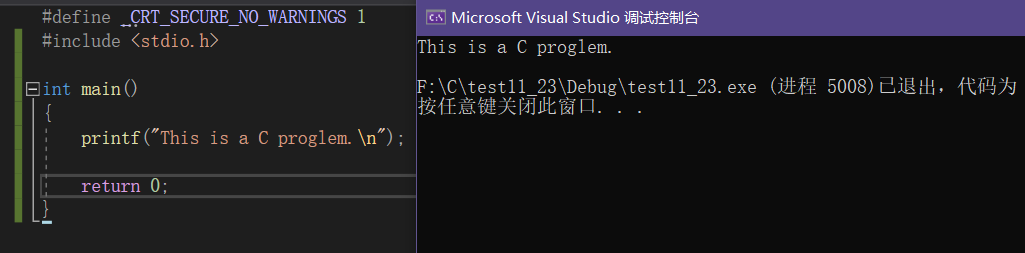 #define _CRT_SECURE_NO_WARNINGS 1
#include <stdio.h>
int main()
{
printf("This is a C proglem.\n");
return 0;
}
Microsoft Visual Studio 调试控制台
This is a C proglem.
F:\C\test11_23\Debug\test11_23.exe (进程 5008)已退出，代码为
按任意键关闭此窗口. . .